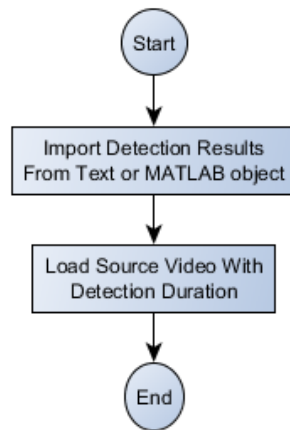 Start
Import Detection Results
From Text or MATLAB object
Load Source Video With
Detection Duration
End